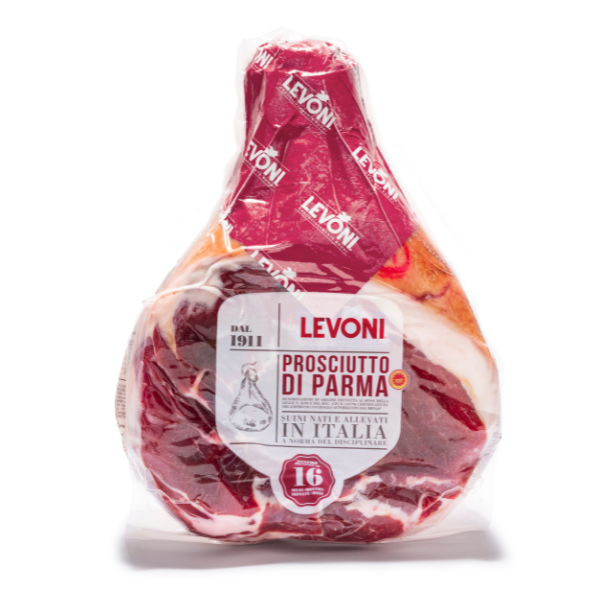 LEVONI
LEVONI
LEVONI
LEVONI
LEVONI
LEVONI
DAL
1911
PROSCIUTTO
DI PARMA
SUINI NATI E ALLEVATI
IN ITALIA
A NORMA DEL DISCIPLINARE
16